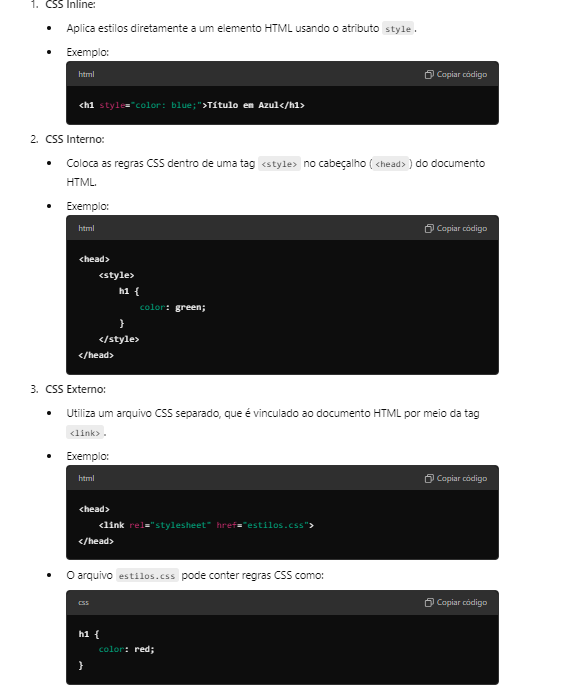 1. CSS Inline:
• Aplica estilos diretamente a um elemento HTML usando o atributo style .
• Exemplo:
html Copiar código
<h1 style="color: blue;">Título em Azul</h1>
2. CSS Interno:
• Coloca as regras CSS dentro de uma tag <style> no cabeçalho ( <head> ) do documento
HTML.
• Exemplo:
html Copiar código
<head>
    <style>
        h1 {
            color: green;
        }
    </style>
</head>
3. CSS Externo:
• Utiliza um arquivo CSS separado, que é vinculado ao documento HTML por meio da tag
<link> .
• Exemplo:
html Copiar código
<head>
    <link rel="stylesheet" href="estilos.css">
</head>
• O arquivo estilos.css pode conter regras CSS como:
css Copiar código
h1 {
    color: red;
}